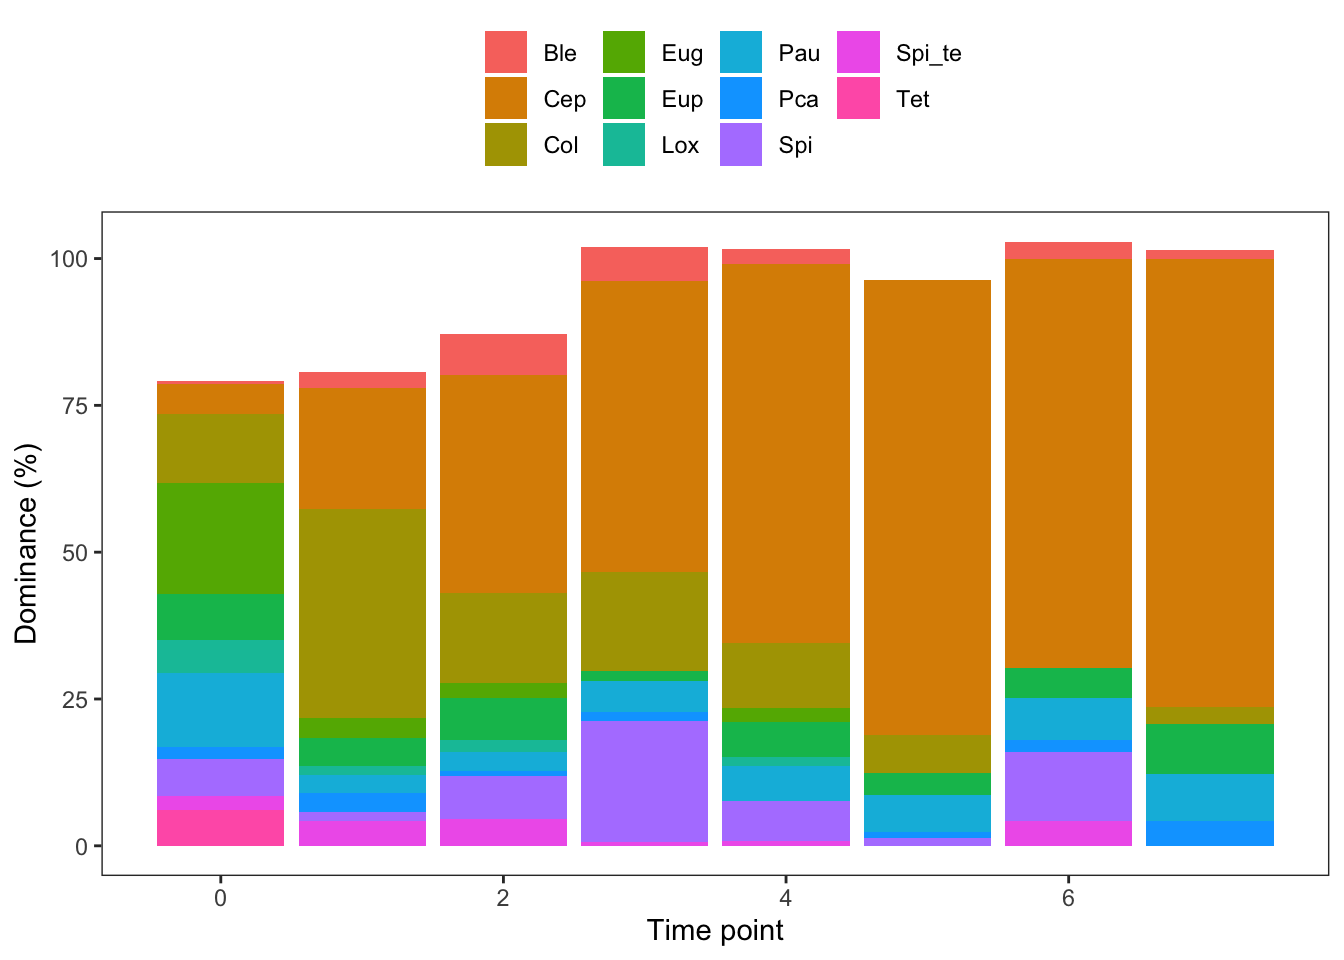 Ble Eug Pau Spi_te
Cep Eup Pca Tet
Col Lox Spi
100
75
50
25
0
Dominance (%)
0 2 4 6
Time point